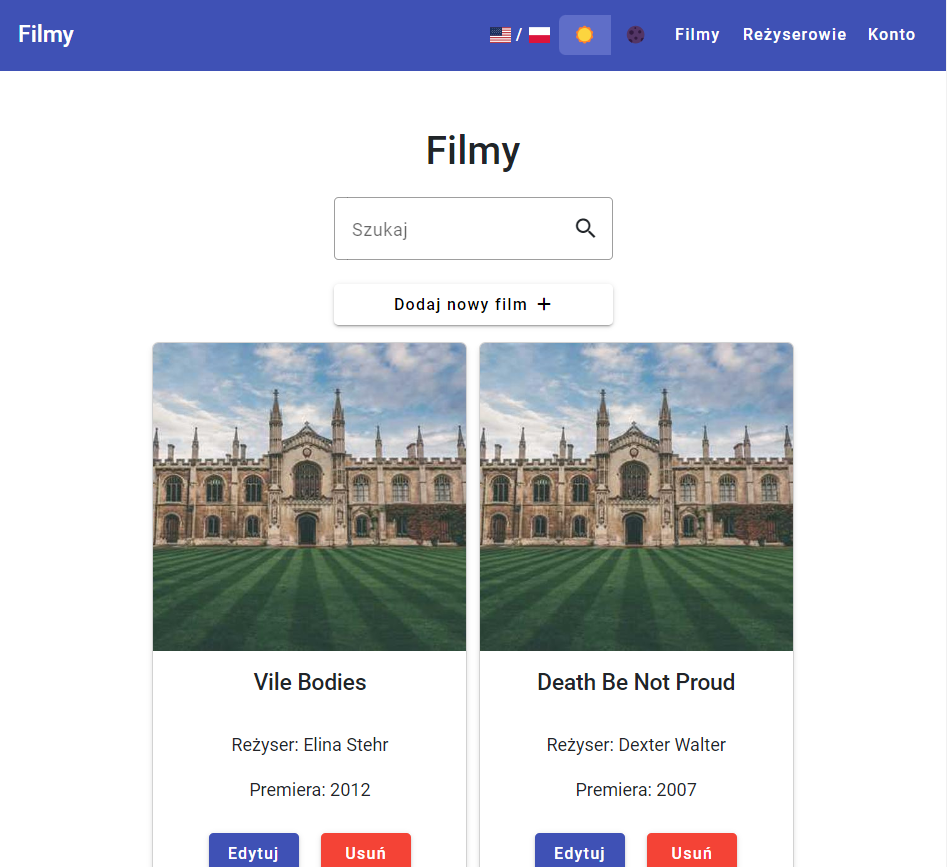 Filmy
/
Filmy Reżyserowie Konto
Filmy
Szukaj
Dodaj nowy film +
Vile Bodies
Reżyser: Elina Stehr
Premiera: 2012
Edytuj Usuń
Death Be Not Proud
Reżyser: Dexter Walter
Premiera: 2007
Edytuj Usuń